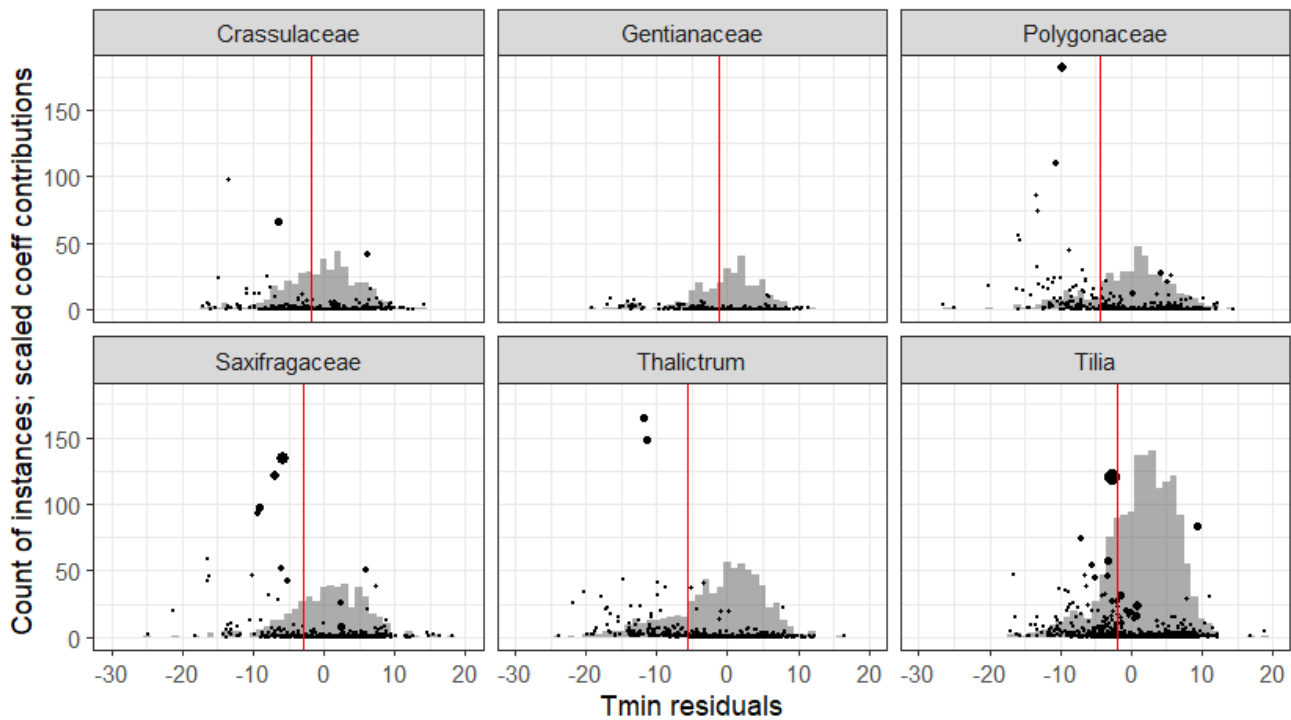 Crassulaceae Gentianaceae Polygonaceae
150
100
50
0
Saxifragaceae Thalictrum Tilia
150
100
50
0
-30 -20 -10 0 10 20 -30 -20 -10 0 10 20 -30 -20 -10 0 10 20
Tmin residuals
Count of instances; scaled coeff contributions